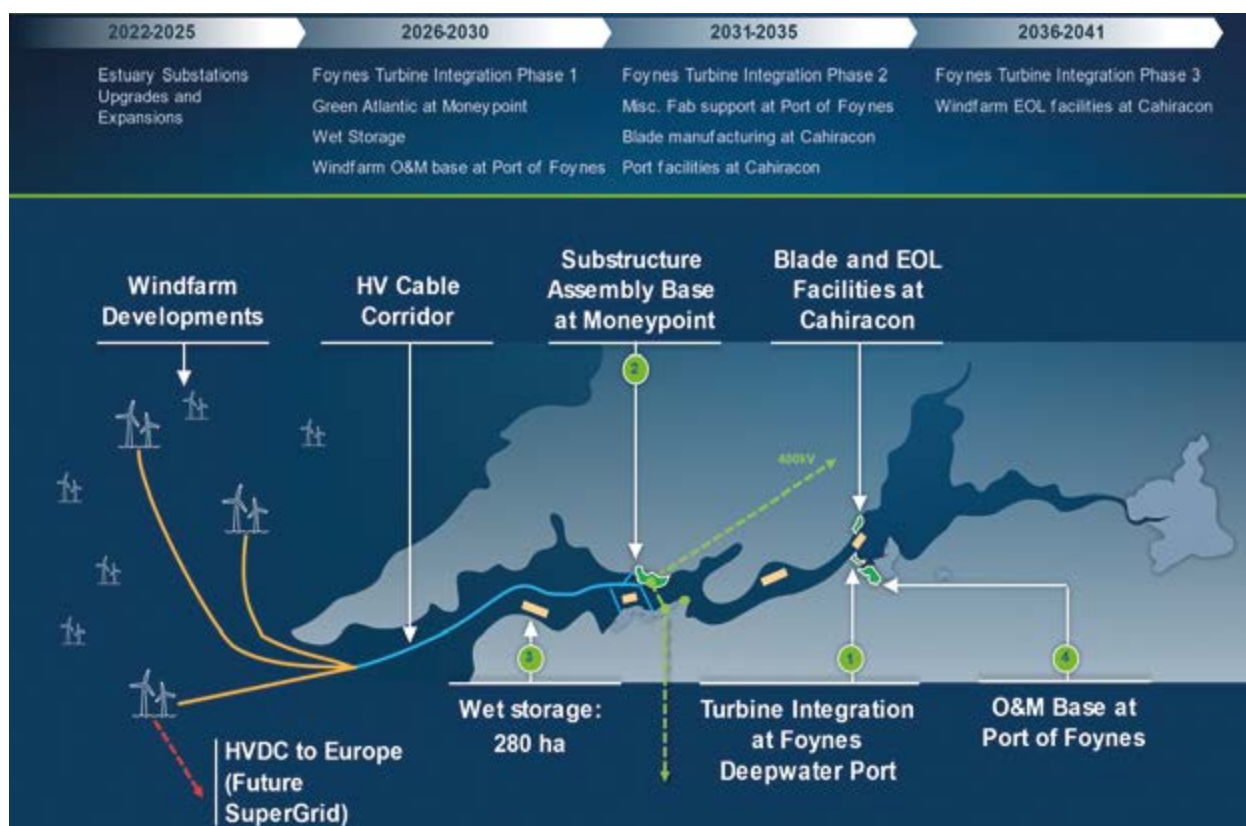 2022-2025
2026-2030
2031-2035
2036-2041
Estuary Substations
Upgrades and
Expansions
Foynes Turbine Integration Phase 1
Green Atlantic at Moneypoint
Wet Storage
Windfarm O&M base at Port of Foynes
Foynes Turbine Integration Phase 2
Misc. Fab support at Port of Foynes
Blade manufacturing at Cahiracon
Port facilities at Cahiracon
Foynes Turbine Integration Phase 3
Windfarm EOL facilities at Cahiracon
Windfarm
Developments
HV Cable
Corridor
Substructure
Assembly Base
at Moneypoint
Blade and EOL
Facilities at
Cahiracon
2
400kV
3
1
4
Wet storage:
280 ha
Turbine Integration
at Foynes
Deepwater Port
O&M Base at
Port of Foynes
HVDC to Europe
(Future
SuperGrid)